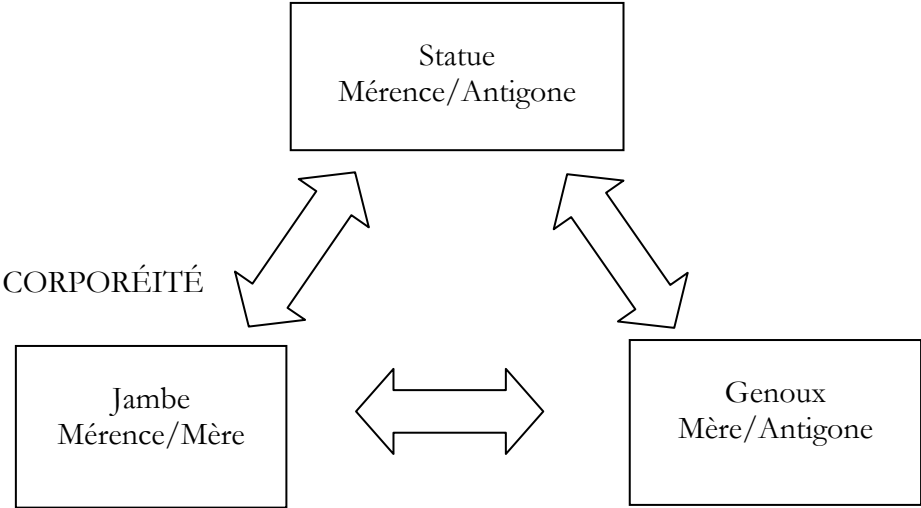 Statue
Mérence/Antigone
CORPORÉITÉ
Jambe
Mérence/Mère
Genoux
Mère/Antigone